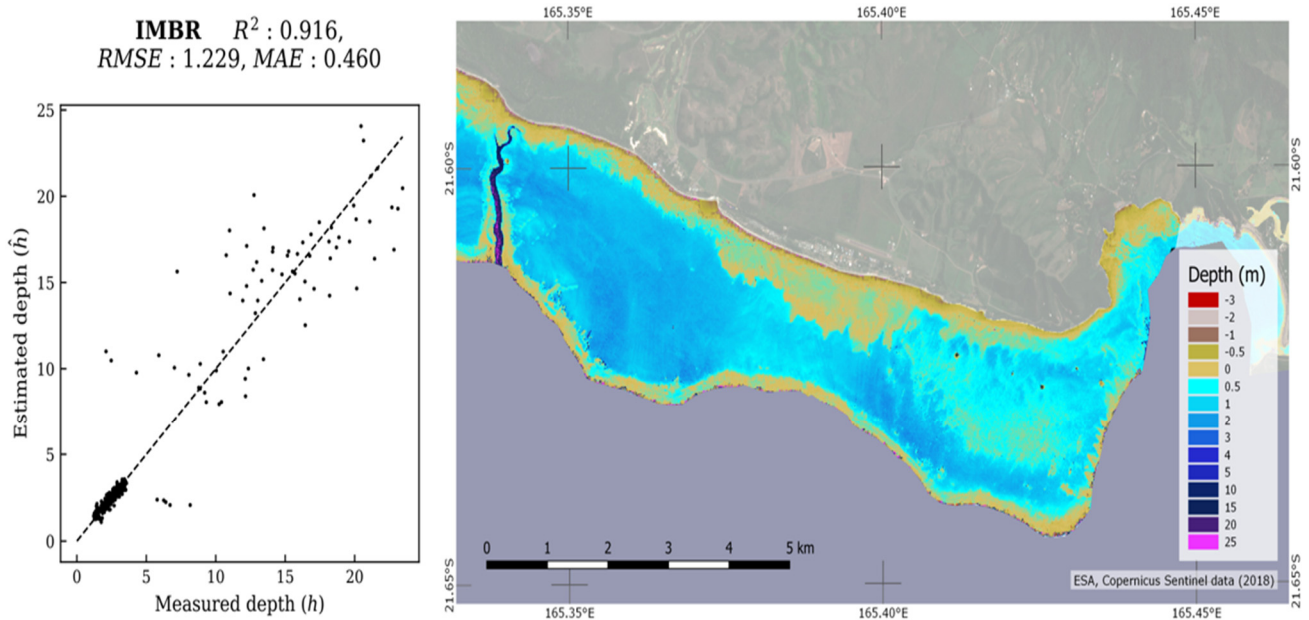 IMBR R² : 0.916,
RMSE : 1.229, MAE : 0.460
25
20
15
10
5
0
Estimated depth (ĥ)
0 5 10 15 20
Measured depth (h)
165.35°E 165.40°E 165.45°E
21.60°S 21.60°S
Depth (m)
-3
-2
-1
-0.5
0
0.5
1
2
3
4
5
10
15
20
25
0 1 2 3 4 5 km
ESA, Copernicus Sentinel data (2018)
21.65°S 21.65°S
165.35°E 165.40°E 165.45°E